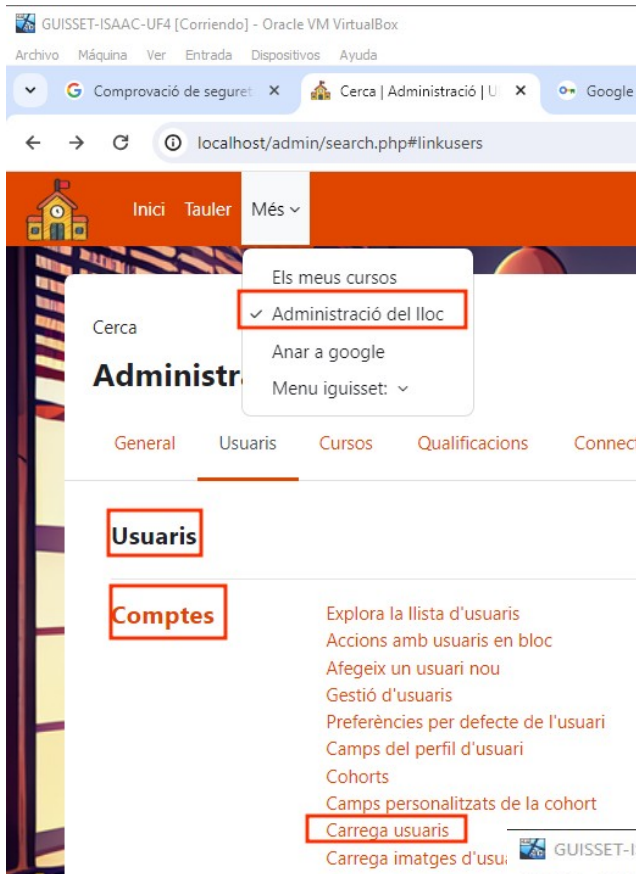 GUISSET-ISAAC-UF4 [Corriendo] - Oracle VM VirtualBox
Archivo Máquina Ver Entrada Dispositivos Ayuda
Comprovació de seguret Cerca | Administració | U Google
localhost/admin/search.php#linkusers
Inici Tauler Més
Els meus cursos
Administració del lloc
Anar a google
Menu iguisset:
Cerca
General Usuaris Cursos Qualificacions
Usuaris
Comptes
Explora la llista d'usuaris
Accions amb usuaris en bloc
Afegeix un usuari nou
Gestió d'usuaris
Preferències per defecte de l'usuari
Camps del perfil d'usuari
Cohorts
Camps personalitzats de la cohort
Carrega usuaris
Carrega imatges